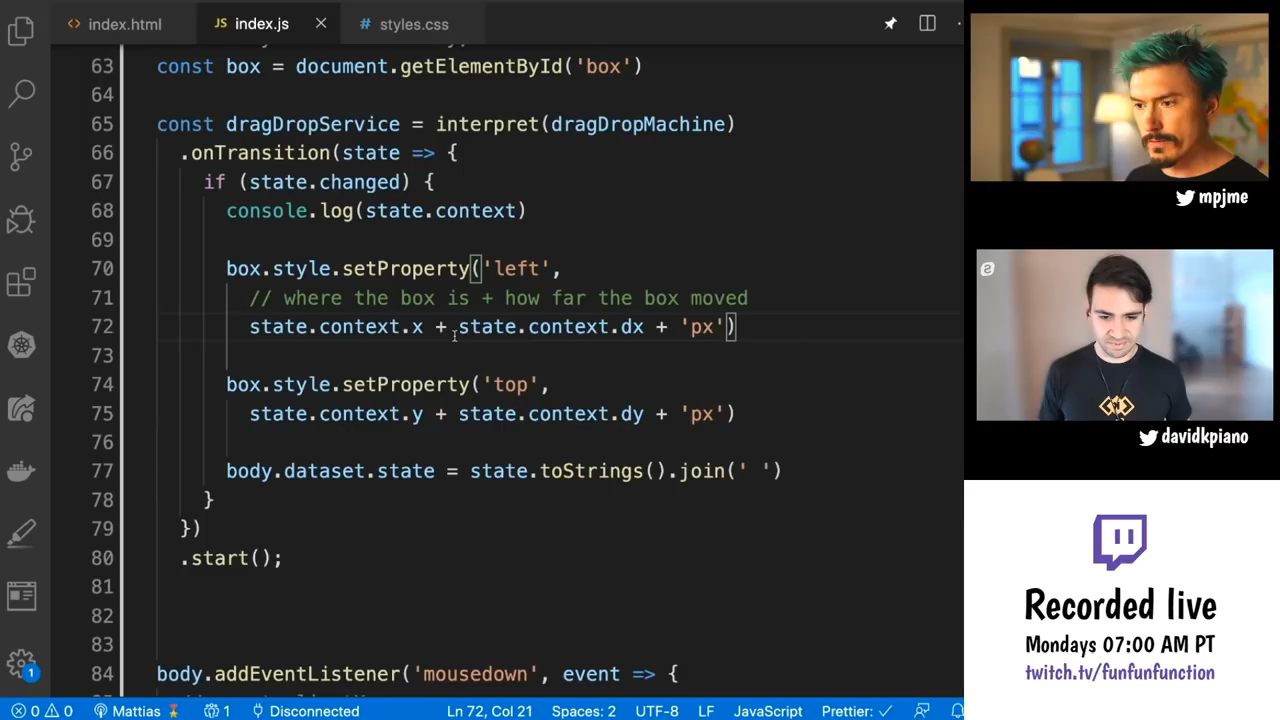 index.html
JS index.js
# styles.css
63 const box = document.getElementById('box')
64
65 const dragDropService = interpret(dragDropMachine)
66 .onTransition(state => {
67 if (state.changed) {
68 console.log(state.context)
69
70 box.style.setProperty('left',
71 // where the box is + how far the box moved
72 state.context.x + state.context.dx + 'px')
73
74 box.style.setProperty('top',
75 state.context.y + state.context.dy + 'px')
76
77 body.dataset.state = state.toStrings().join(' ')
78 }
79 })
80 .start();
81
82
83
84 body.addEventListener('mousedown', event => {
1
0 0 Mattias 1 Disconnected Ln 72, Col 21 Spaces: 2 UTF-8 LF JavaScript Prettier: ✓
mpjme
davidkpiano
Recorded live
Mondays 07:00 AM PT
twitch.tv/funfunfunction